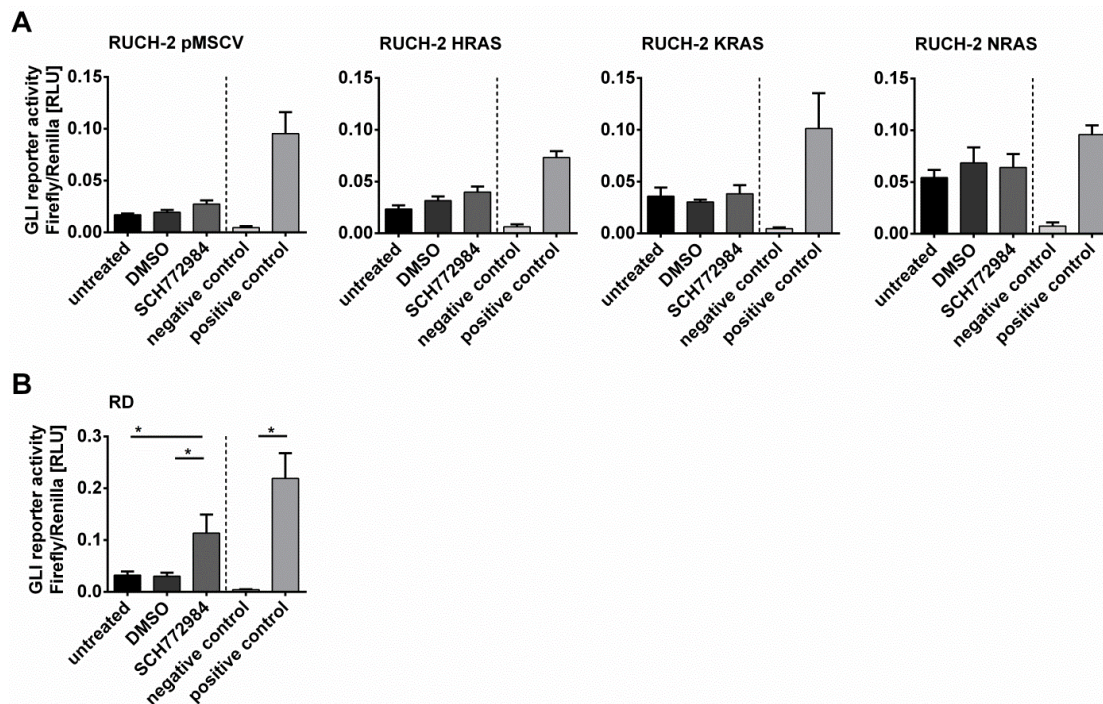 A
RUCH-2 pMSCV
RUCH-2 HRAS
RUCH-2 KRAS
RUCH-2 NRAS
GLI reporter activity
Firefly/Renilla [RLU]
0.15
0.10
0.05
0.00
untreated
DMSO
SCH772984
negative control
positive control
0.15
0.10
0.05
0.00
untreated
DMSO
SCH772984
negative control
positive control
0.15
0.10
0.05
0.00
untreated
DMSO
SCH772984
negative control
positive control
0.15
0.10
0.05
0.00
untreated
DMSO
SCH772984
negative control
positive control
B
RD
GLI reporter activity
Firefly/Renilla [RLU]
0.3
0.2
0.1
0.0
*
*
*
untreated
DMSO
SCH772984
negative control
positive control